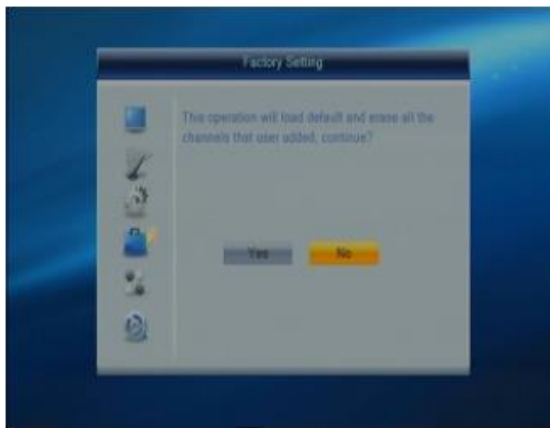 Factory Setting
This operation will load default and erase all the
channels that user added, continue?
Yes
No